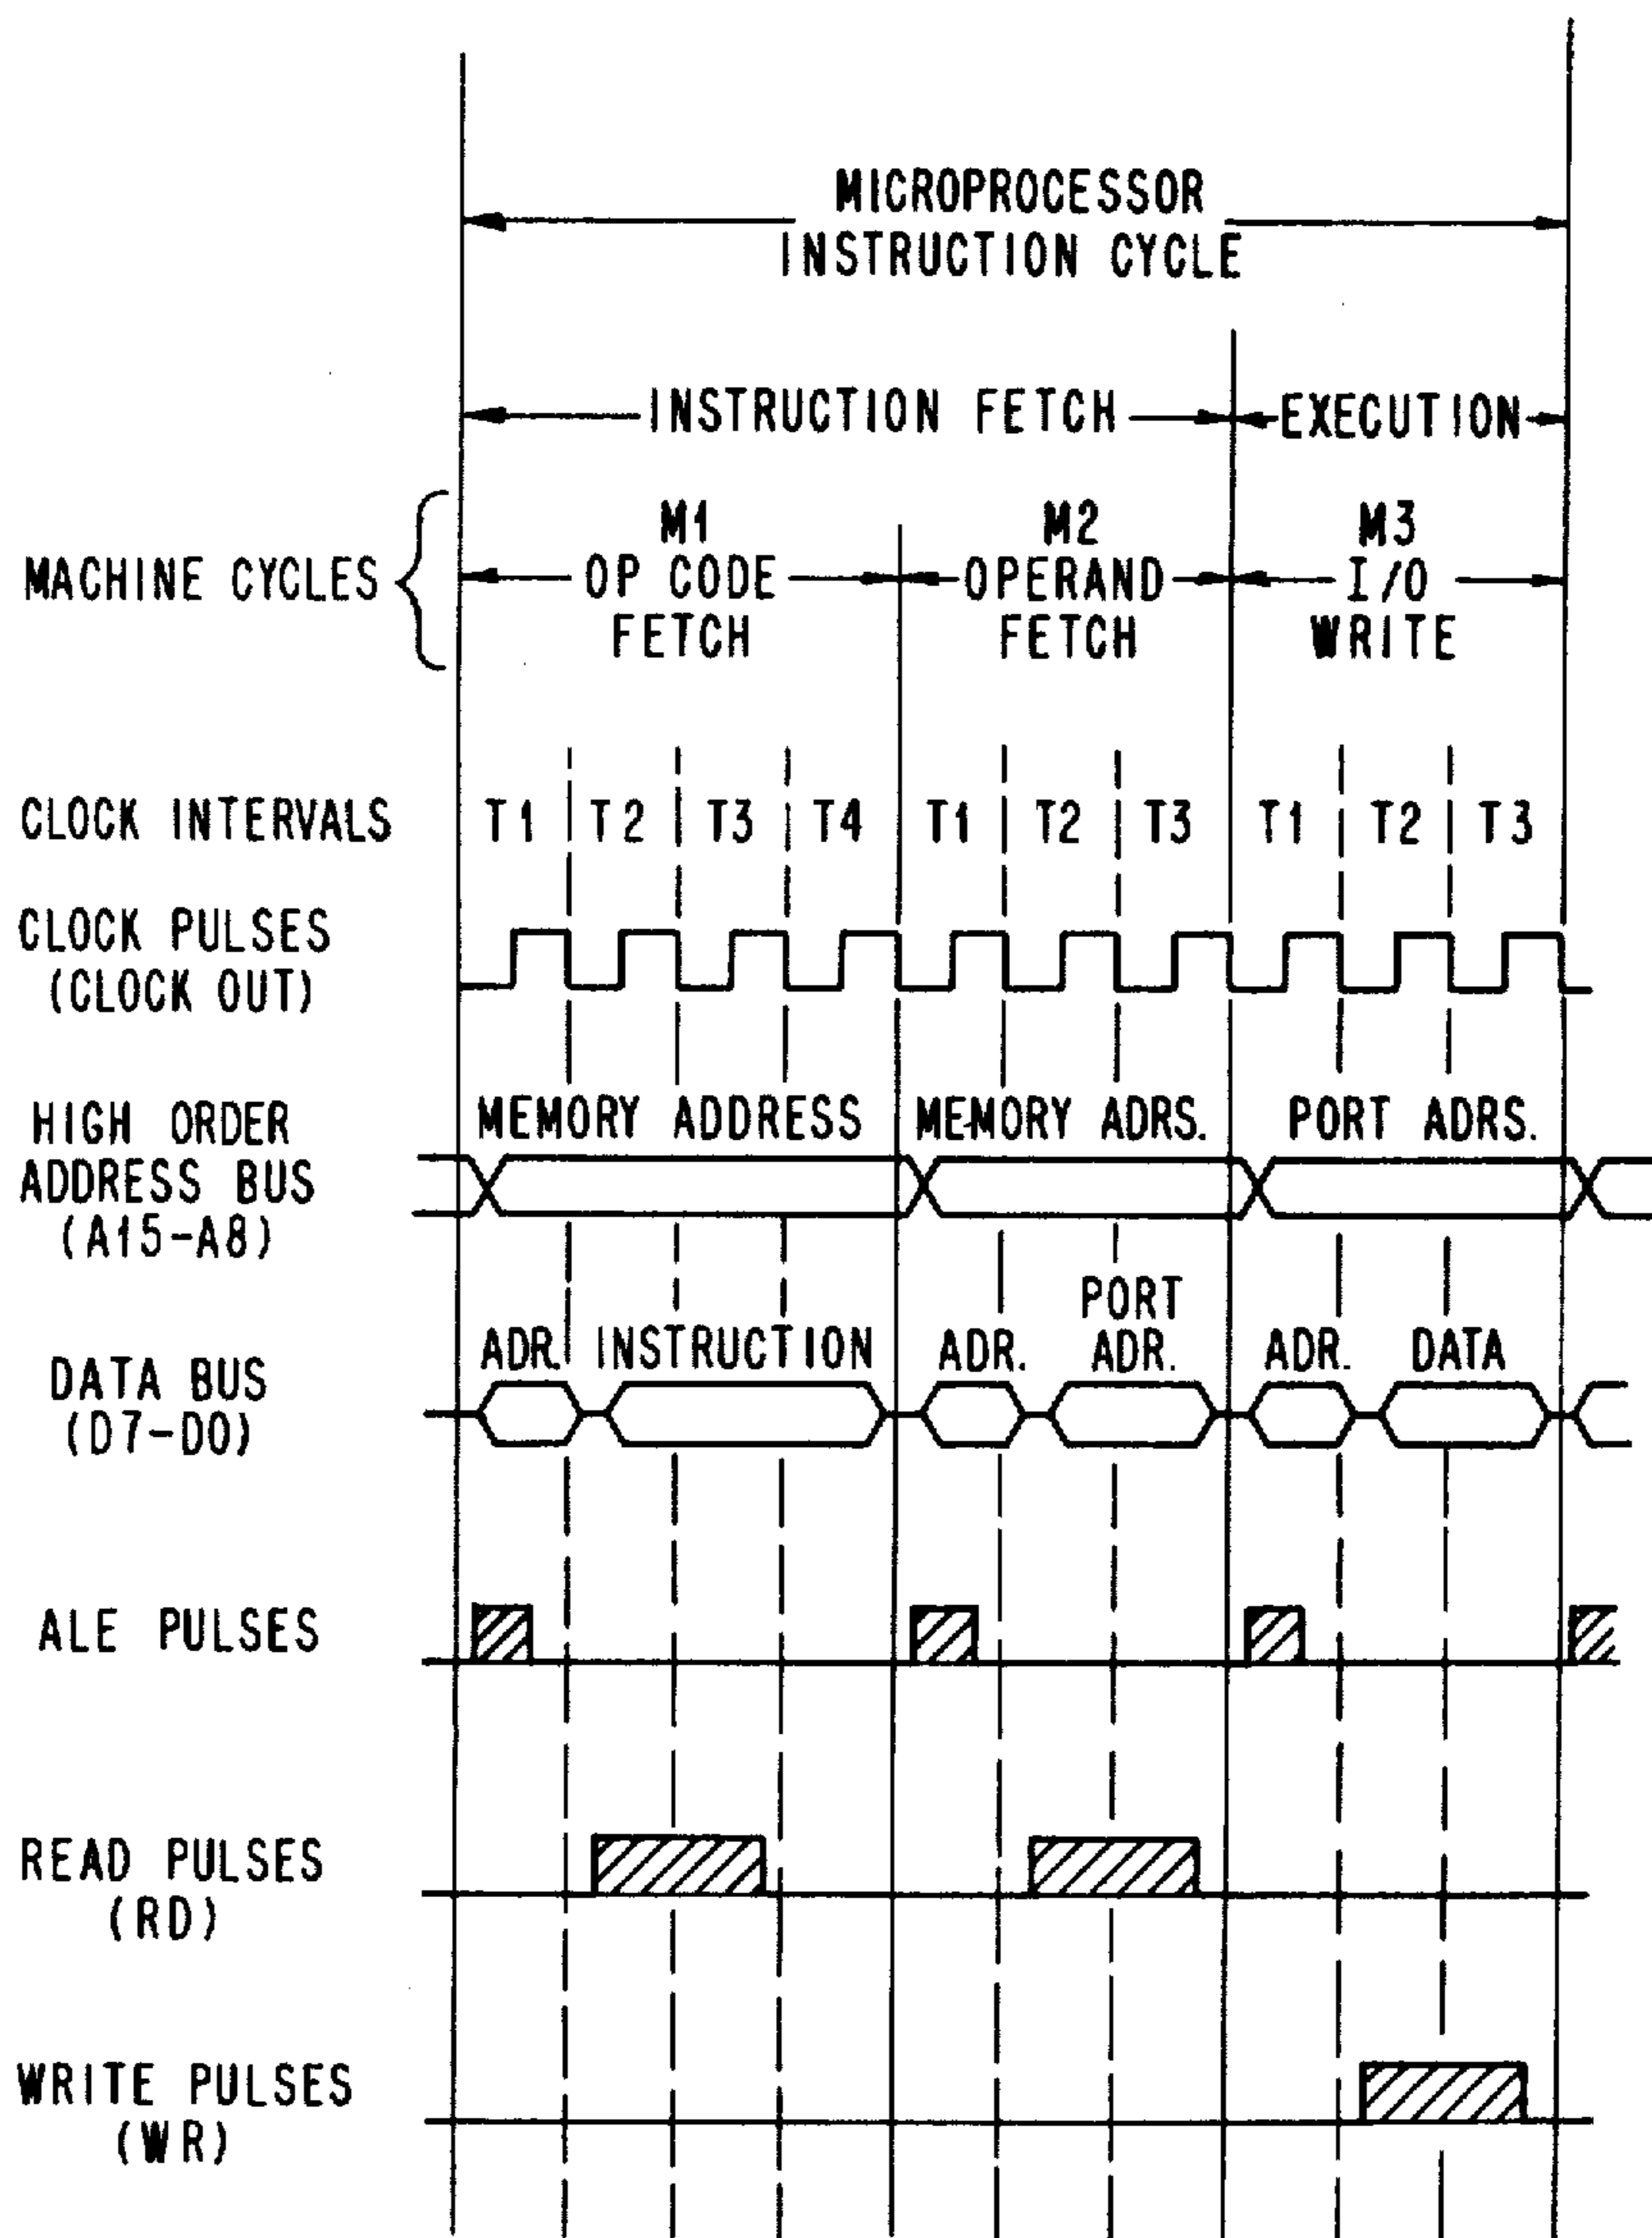 MICROPROCESSOR
INSTRUCTION CYCLE
INSTRUCTION FETCH
EXECUTION
MACHINE CYCLES
M1
OP CODE
FETCH
M2
OPERAND
FETCH
M3
I/O
WRITE
CLOCK INTERVALS
T1 T2 T3 T4 T1 T2 T3 T1 T2 T3
CLOCK PULSES
(CLOCK OUT)
HIGH ORDER
ADDRESS BUS
(A15-A8)
MEMORY ADDRESS
MEMORY ADRS.
PORT ADRS.
DATA BUS
(D7-D0)
ADR.
INSTRUCTION
ADR.
PORT
ADR.
ADR.
DATA
ALE PULSES
READ PULSES
(RD)
WRITE PULSES
(WR)